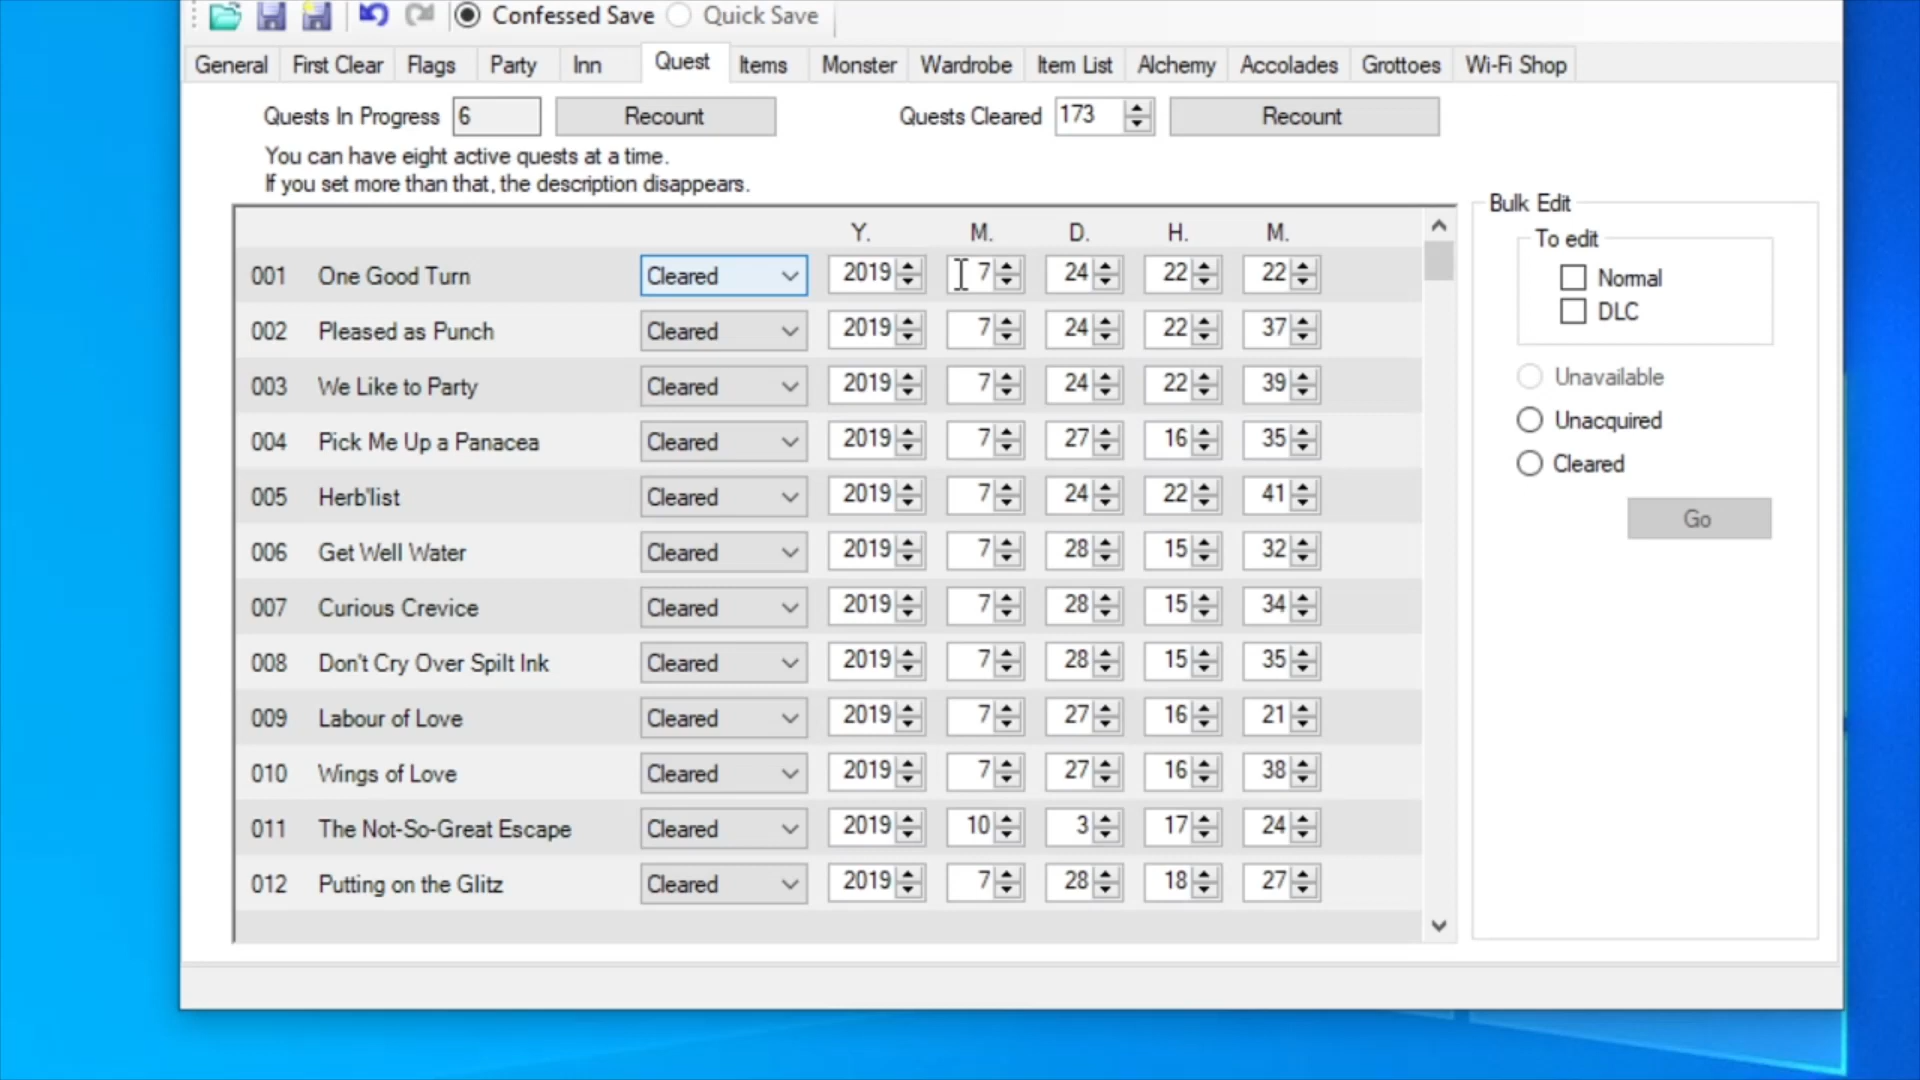 Confessed Save Quick Save
General First Clear Flags Party Inn Quest Items Monster Wardrobe Item List Alchemy Accolades Grottoes Wi-Fi Shop
Quests In Progress 6 Recount Quests Cleared 173 Recount
You can have eight active quests at a time.
If you set more than that, the description disappears.
Y. M. D. H. M.
001 One Good Turn Cleared 2019 7 24 22 22
002 Pleased as Punch Cleared 2019 7 24 22 37
003 We Like to Party Cleared 2019 7 24 22 39
004 Pick Me Up a Panacea Cleared 2019 7 27 16 35
005 Herb'list Cleared 2019 7 24 22 41
006 Get Well Water Cleared 2019 7 28 15 32
007 Curious Crevice Cleared 2019 7 28 15 34
008 Don't Cry Over Spilt Ink Cleared 2019 7 28 15 35
009 Labour of Love Cleared 2019 7 27 16 21
010 Wings of Love Cleared 2019 7 27 16 38
011 The Not-So-Great Escape Cleared 2019 10 3 17 24
012 Putting on the Glitz Cleared 2019 7 28 18 27
Bulk Edit
To edit
Normal
DLC
Unavailable
Unacquired
Cleared
Go